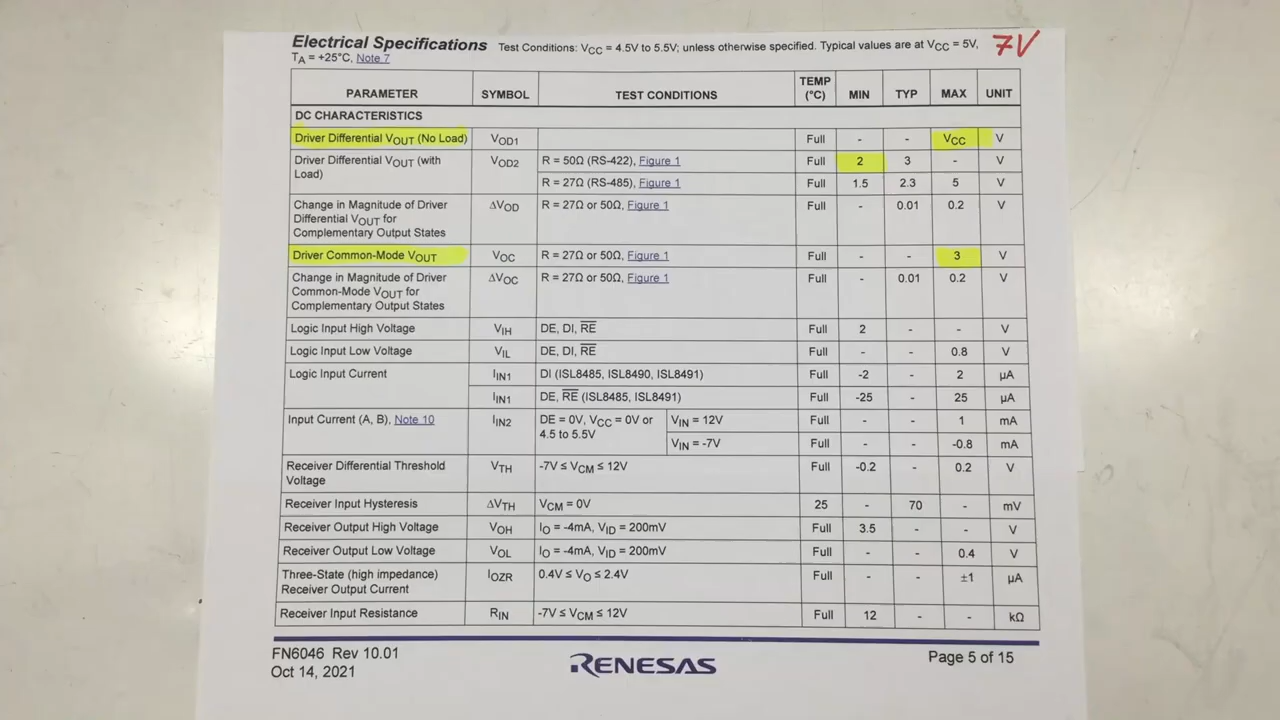 Electrical Specifications Test Conditions: VCC = 4.5V to 5.5V; unless otherwise specified. Typical values are at VCC = 5V, 7V
TA = +25°C, Note 7
PARAMETER SYMBOL TEST CONDITIONS TEMP (°C) MIN TYP MAX UNIT
DC CHARACTERISTICS
Driver Differential VOUT (No Load) VOD1 Full - - VCC V
Driver Differential VOUT (with Load) VOD2 R = 50Ω (RS-422), Figure 1 Full 2 3 - V
R = 27Ω (RS-485), Figure 1 Full 1.5 2.3 5 V
Change in Magnitude of Driver Differential VOUT for Complementary Output States ΔVOD R = 27Ω or 50Ω, Figure 1 Full - 0.01 0.2 V
Driver Common-Mode VOUT VOC R = 27Ω or 50Ω, Figure 1 Full - - 3 V
Change in Magnitude of Driver Common-Mode VOUT for Complementary Output States ΔVOC R = 27Ω or 50Ω, Figure 1 Full - 0.01 0.2 V
Logic Input High Voltage VIH DE, DI, R̅E̅ Full 2 - - V
Logic Input Low Voltage VIL DE, DI, R̅E̅ Full - - 0.8 V
Logic Input Current IIN1 DI (ISL8485, ISL8490, ISL8491) Full -2 - 2 µA
IIN1 DE, R̅E̅ (ISL8485, ISL8491) Full -25 - 25 µA
Input Current (A, B), Note 10 IIN2 DE = 0V, VCC = 0V or 4.5 to 5.5V VIN = 12V Full - - 1 mA
VIN = -7V Full - - -0.8 mA
Receiver Differential Threshold Voltage VTH -7V ≤ VCM ≤ 12V Full -0.2 - 0.2 V
Receiver Input Hysteresis ΔVTH VCM = 0V 25 - 70 - mV
Receiver Output High Voltage VOH IO = -4mA, VID = 200mV Full 3.5 - - V
Receiver Output Low Voltage VOL IO = -4mA, VID = 200mV Full - - 0.4 V
Three-State (high impedance) Receiver Output Current IOZR 0.4V ≤ VO ≤ 2.4V Full - - ±1 µA
Receiver Input Resistance RIN -7V ≤ VCM ≤ 12V Full 12 - - kΩ
FN6046 Rev 10.01
Oct 14, 2021
RENESAS
Page 5 of 15